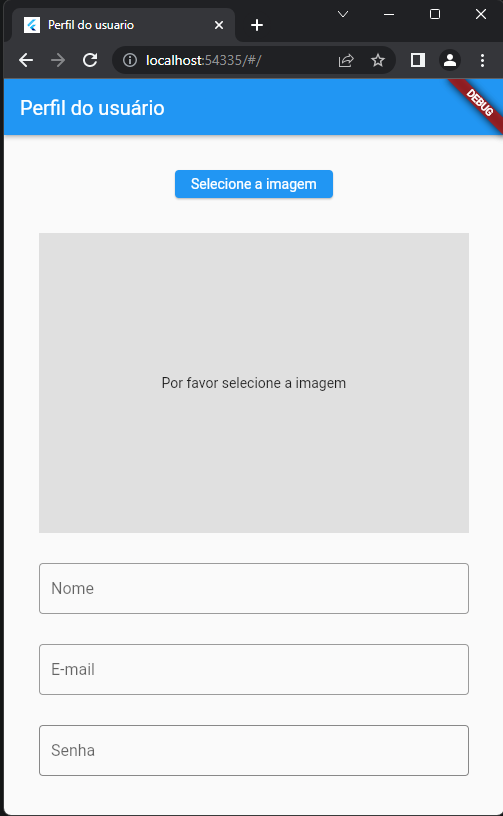 Perfil do usuario
localhost:54335/#/
Perfil do usuário
DEBUG
Selecione a imagem
Por favor selecione a imagem
Nome
E-mail
Senha